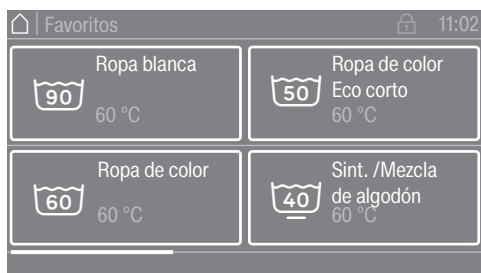 Favoritos 11:02
Ropa blanca
90
60 °C
Ropa de color
Eco corto
50
60 °C
Ropa de color
60
60 °C
Sint. /Mezcla
de algodón
40
60 °C